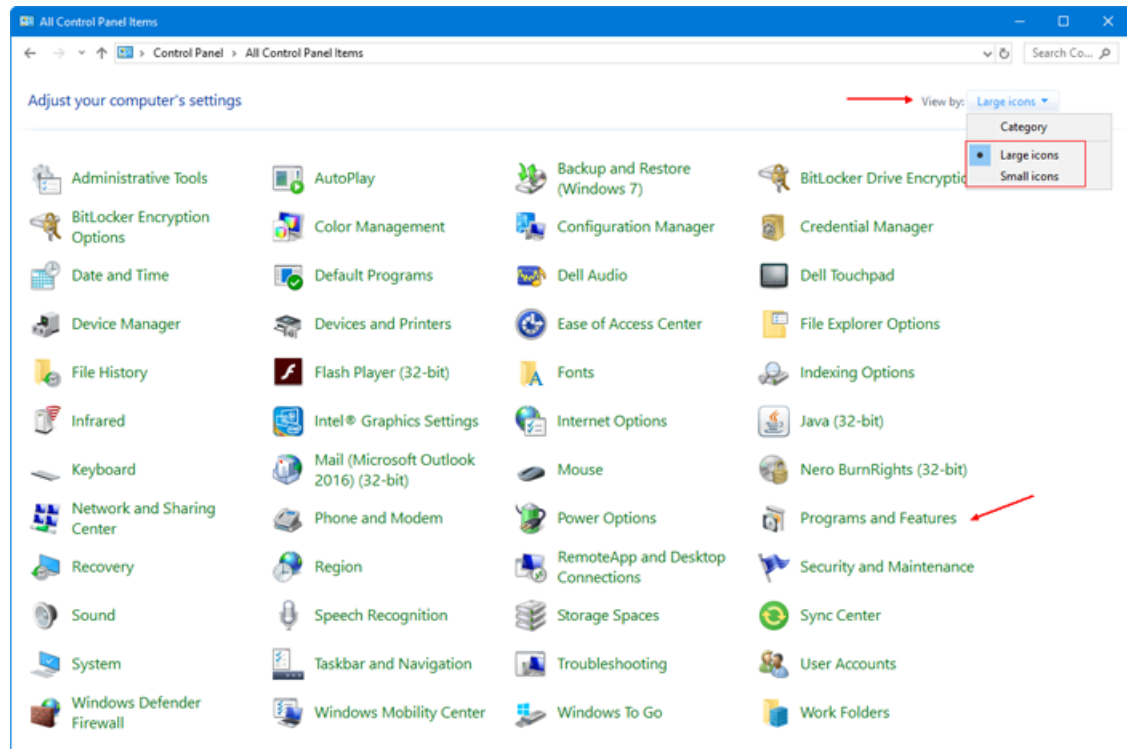 All Control Panel Items
Control Panel > All Control Panel Items
Search Co...
Adjust your computer's settings
View by: Large icons
Category
Large icons
Small icons
Administrative Tools
AutoPlay
Backup and Restore
(Windows 7)
BitLocker Drive Encryptio
BitLocker Encryption
Options
Color Management
Configuration Manager
Credential Manager
Date and Time
Default Programs
Dell Audio
Dell Touchpad
Device Manager
Devices and Printers
Ease of Access Center
File Explorer Options
File History
Flash Player (32-bit)
Fonts
Indexing Options
Infrared
Intel® Graphics Settings
Internet Options
Java (32-bit)
Keyboard
Mail (Microsoft Outlook
2016) (32-bit)
Mouse
Nero BurnRights (32-bit)
Network and Sharing
Center
Phone and Modem
Power Options
Programs and Features
Recovery
Region
RemoteApp and Desktop
Connections
Security and Maintenance
Sound
Speech Recognition
Storage Spaces
Sync Center
System
Taskbar and Navigation
Troubleshooting
User Accounts
Windows Defender
Firewall
Windows Mobility Center
Windows To Go
Work Folders